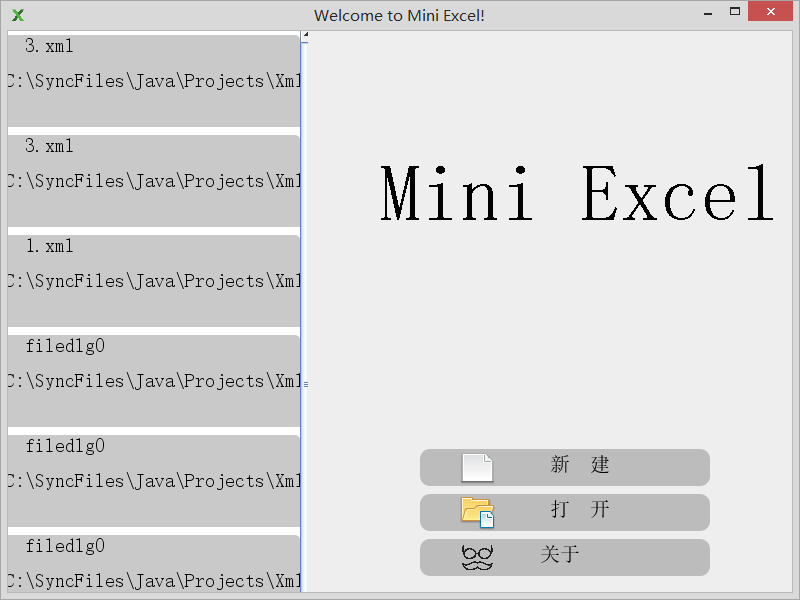 Welcome to Mini Excel!
3.xml
C:\SyncFiles\Java\Projects\Xml
3.xml
C:\SyncFiles\Java\Projects\Xml
1.xml
C:\SyncFiles\Java\Projects\Xml
filedlg0
C:\SyncFiles\Java\Projects\Xml
filedlg0
C:\SyncFiles\Java\Projects\Xml
filedlg0
C:\SyncFiles\Java\Projects\Xml
Mini Excel
新 建
打 开
关于